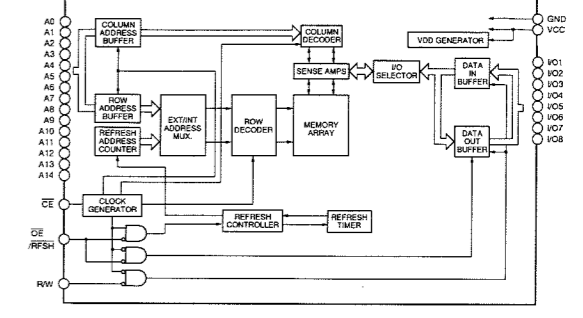 A0
A1
A2
A3
A4
A5
A6
A7
A8
A9
A10
A11
A12
A13
A14
CE
OE
/RFSH
R/W
COLUMN
ADDRESS
BUFFER
ROW
ADDRESS
BUFFER
REFRESH
ADDRESS
COUNTER
EXT/INT
ADDRESS
MUX.
ROW
DECODER
COLUMN
DECODER
SENSE AMPS
MEMORY
ARRAY
I/O
SELECTOR
VDD GENERATOR
DATA
IN
BUFFER
DATA
OUT
BUFFER
CLOCK
GENERATOR
REFRESH
CONTROLLER
REFRESH
TIMER
GND
VCC
I/O1
I/O2
I/O3
I/O4
I/O5
I/O6
I/O7
I/O8